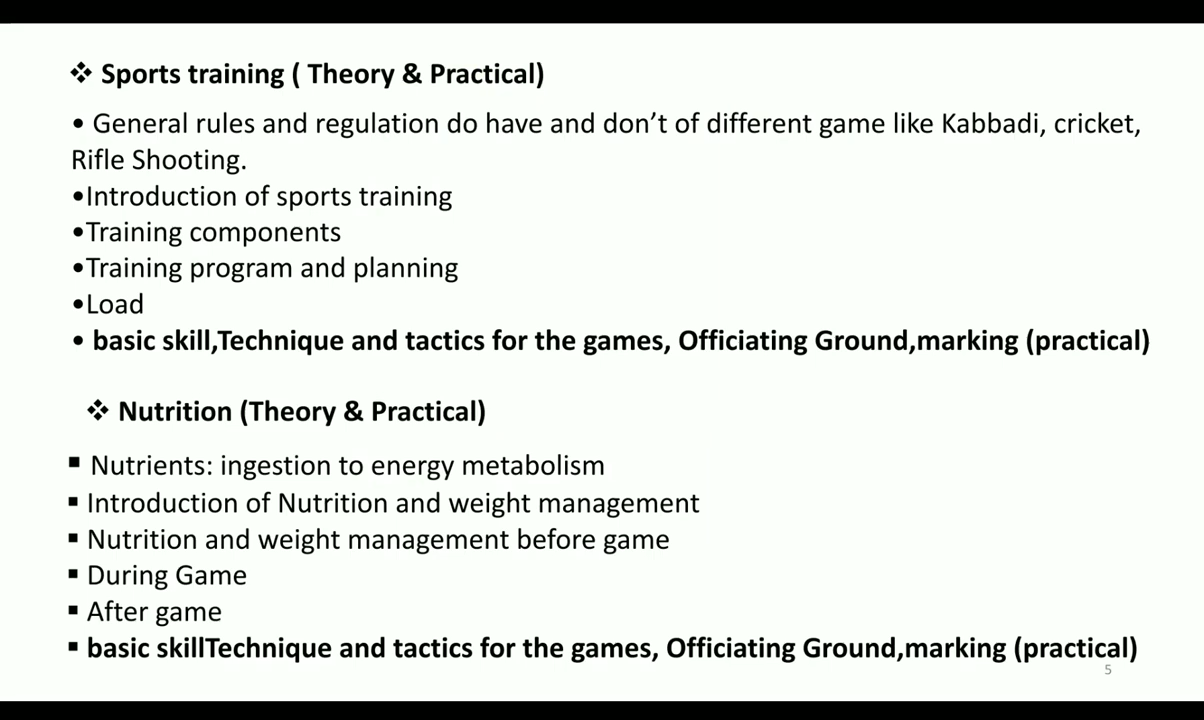 ❖ Sports training ( Theory & Practical)
• General rules and regulation do have and don’t of different game like Kabbadi, cricket,
Rifle Shooting.
•Introduction of sports training
•Training components
•Training program and planning
•Load
• basic skill,Technique and tactics for the games, Officiating Ground,marking (practical)
❖ Nutrition (Theory & Practical)
▪ Nutrients: ingestion to energy metabolism
▪ Introduction of Nutrition and weight management
▪ Nutrition and weight management before game
▪ During Game
▪ After game
▪ basic skillTechnique and tactics for the games, Officiating Ground,marking (practical)
5